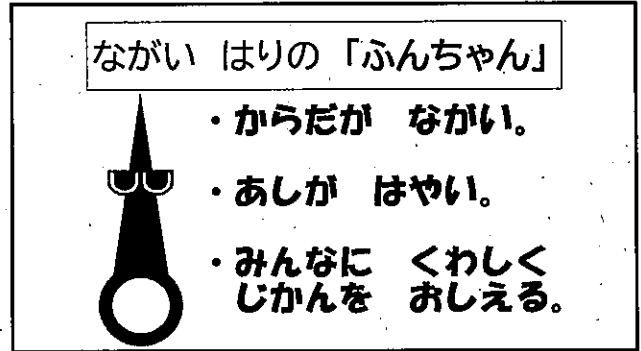 ながい はりの「ふんちゃん」
・からだが ながい。
・あしが はやい。
・みんなに くわしく
じかんを おしえる。